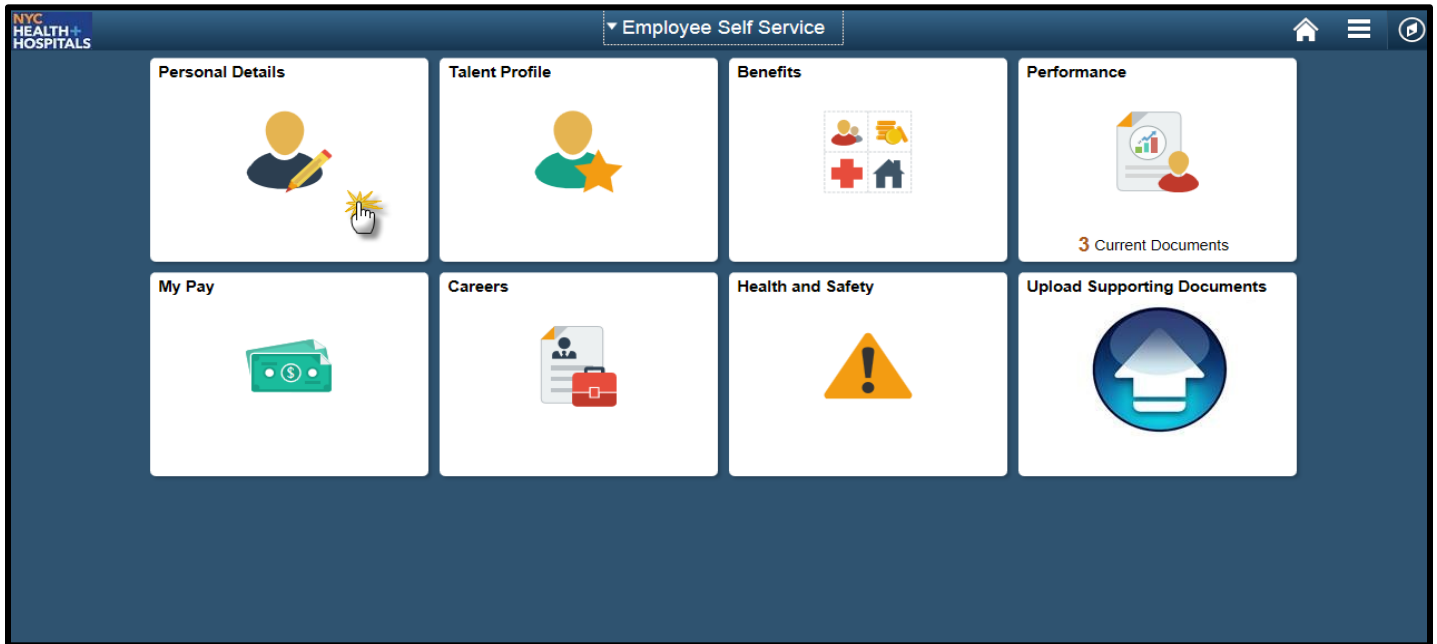 NYC
HEALTH+
HOSPITALS
Employee Self Service
Personal Details
Talent Profile
Benefits
Performance
3 Current Documents
My Pay
Careers
Health and Safety
Upload Supporting Documents